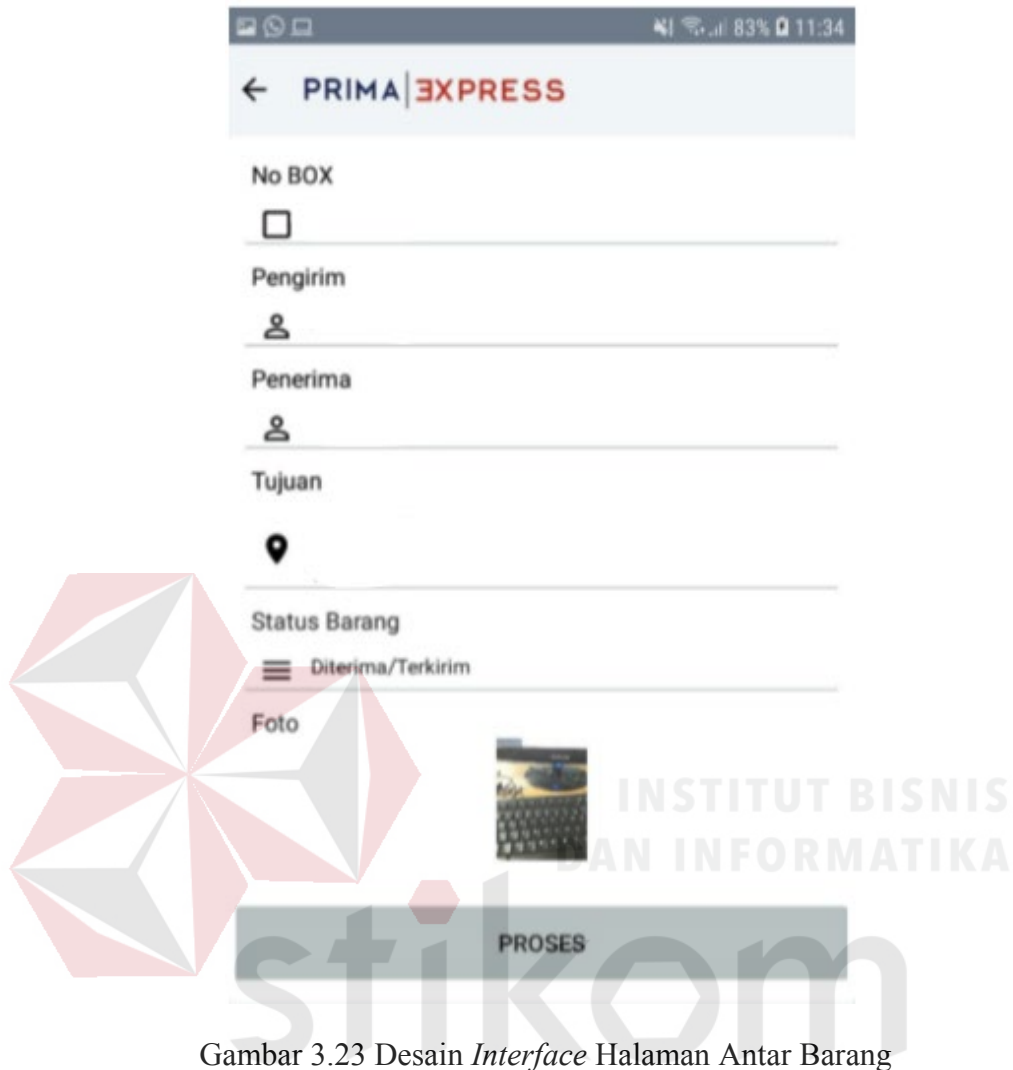 83% 11:34
PRIMA EXPRESS
No BOX
Pengirim
Penerima
Tujuan
Status Barang
Diterima/Terkirim
Foto
INSTITUT BISNIS
DAN INFORMATIKA
stikom
PROSES
Gambar 3.23 Desain Interface Halaman Antar Barang